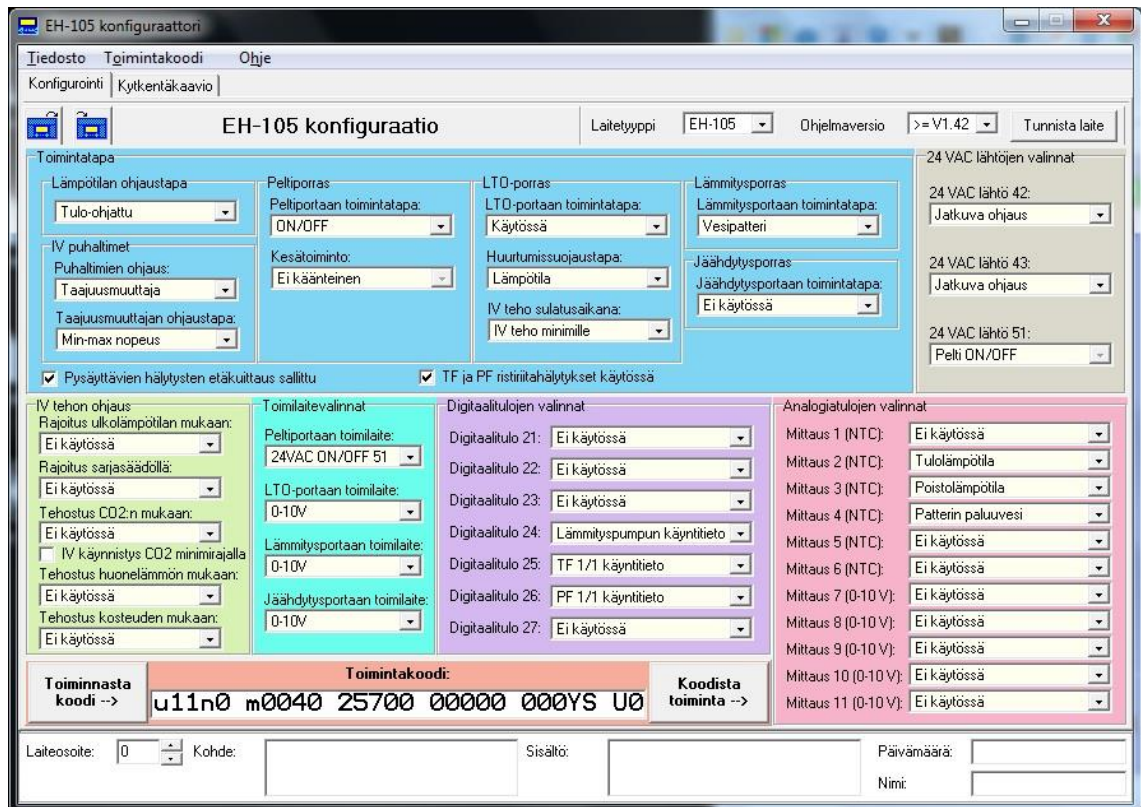 EH-105 konfiguraattori
Tiedosto Toimintakoodi Ohje
Konfigurointi Kytkentäkaavio
EH-105 konfiguraatio
Laitetyyppi EH-105 Ohjelmaversio >= V1.42 Tunnista laite
Toimintatapa
Lämpötilan ohjaustapa
Tulo-ohjattu
IV puhaltimet
Puhaltimien ohjaus:
Taajuusmuuttaja
Taajuusmuuttajan ohjaustapa:
Min-max nopeus
Peltiporras
Peltiportaan toimintatapa:
ON/OFF
Kesätoiminto:
Ei käänteinen
LTO-porras
LTO-portaan toimintatapa:
Käytössä
Huurtumissuojaustapa:
Lämpötila
IV teho sulatusaikana:
IV teho minimille
Lämmitysporras
Lämmitysportaan toimintatapa:
Vesipatteri
Jäähdytysporras
Jäähdytysportaan toimintatapa:
Ei käytössä
Pysäyttävien hälytysten etäkuittaus sallittu
TF ja PF ristiriitahälytykset käytössä
24 VAC lähtöjen valinnat
24 VAC lähtö 42:
Jatkuva ohjaus
24 VAC lähtö 43:
Jatkuva ohjaus
24 VAC lähtö 51:
Pelti ON/OFF
IV tehon ohjaus
Rajoitus ulkolämpötilan mukaan:
Ei käytössä
Rajoitus sarjasäädöllä:
Ei käytössä
Tehostus CO2:n mukaan:
Ei käytössä
IV käynnistys CO2 minimirajalla
Tehostus huonelämmön mukaan:
Ei käytössä
Tehostus kosteuden mukaan:
Ei käytössä
Toimilaitevalinnat
Peltiportaan toimilaite:
24VAC ON/OFF 51
LTO-portaan toimilaite:
0-10V
Lämmitysportaan toimilaite:
0-10V
Jäähdytysportaan toimilaite:
0-10V
Digitaalitulojen valinnat
Digitaalitulo 21: Ei käytössä
Digitaalitulo 22: Ei käytössä
Digitaalitulo 23: Ei käytössä
Digitaalitulo 24: Lämmityspumpun käyntitieto
Digitaalitulo 25: TF 1/1 käyntitieto
Digitaalitulo 26: PF 1/1 käyntitieto
Digitaalitulo 27: Ei käytössä
Analogiatulojen valinnat
Mittaus 1 (NTC): Ei käytössä
Mittaus 2 (NTC): Tulolämpötila
Mittaus 3 (NTC): Poistolämpötila
Mittaus 4 (NTC): Patterin paluuvesi
Mittaus 5 (NTC): Ei käytössä
Mittaus 6 (NTC): Ei käytössä
Mittaus 7 (0-10 V): Ei käytössä
Mittaus 8 (0-10 V): Ei käytössä
Mittaus 9 (0-10 V): Ei käytössä
Mittaus 10 (0-10 V): Ei käytössä
Mittaus 11 (0-10 V): Ei käytössä
Toiminnasta
koodi -->
Toimintakoodi:
u11n0 m0040 25700 00000 000YS U0
Koodista
toiminta -->
Laiteosoite: 0 Kohde: Sisältö: Päivämäärä:
Nimi: